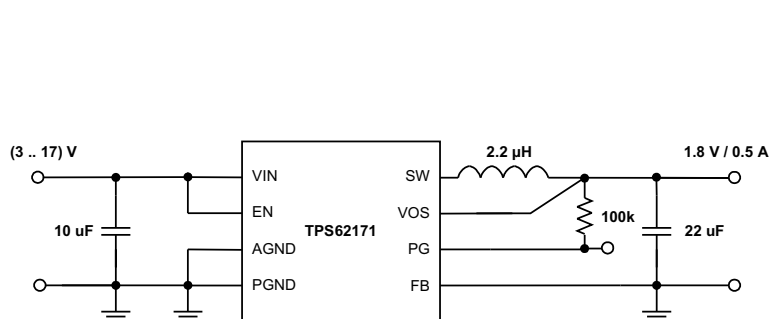 (3 .. 17) V
2.2 µH
1.8 V / 0.5 A
VIN
SW
EN
VOS
100k
10 uF
TPS62171
22 uF
AGND
PG
PGND
FB